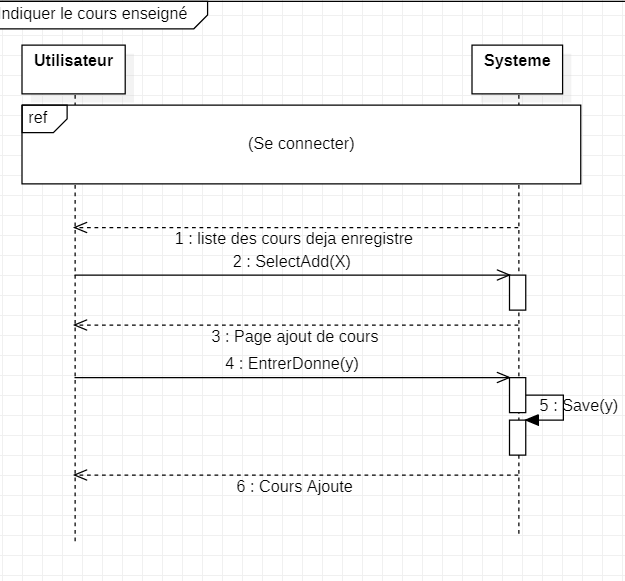 ndiquer le cours enseigné
Utilisateur
Systeme
ref
(Se connecter)
1 : liste des cours deja enregistre
2 : SelectAdd(X)
3 : Page ajout de cours
4 : EntrerDonne(y)
5 : Save(y)
6 : Cours Ajoute